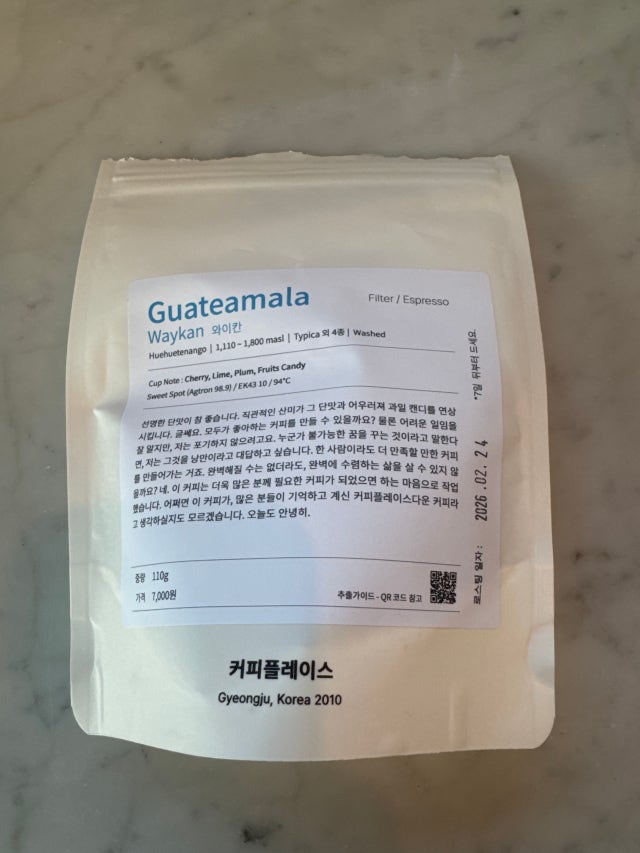 Guateamala
Filter / Espresso
Waykan 와이칸
Huehuetenango | 1,110 ~ 1,800 masl | Typica 외 4종 | Washed
Cup Note : Cherry, Lime, Plum, Fruits Candy
Sweet Spot (Agtron 98.9) / EK43 10 / 94°C
선명한 단맛이 참 좋습니다. 직관적인 산미가 그 단맛과 어우러져 과일 캔디를 연상
시킵니다. 글쎄요. 모두가 좋아하는 커피를 만들 수 있을까요? 물론 어려운 일임을
잘 알지만, 저는 포기하지 않으려고요. 누군가 불가능한 꿈을 꾸는 것이라고 말한다
면, 저는 그것을 낭만이라고 대답하고 싶습니다. 한 사람이라도 더 만족할 만한 커피
를 만들어가는 거죠. 완벽해질 수는 없더라도, 완벽에 수렴하는 삶을 살 수 있지 않
을까요? 네. 이 커피는 더욱 많은 분께 필요한 커피가 되었으면 하는 마음으로 작업
했습니다. 어쩌면 이 커피가, 많은 분들이 기억하고 계신 커피플레이스다운 커피라
고 생각하실지도 모르겠습니다. 오늘도 안녕히.
중량 110g
가격 7,000원
추출가이드 - QR 코드 참고
로스팅 일자 : 2026.02.24 *7일 뒤부터 드세요.
커피플레이스
Gyeongju, Korea 2010